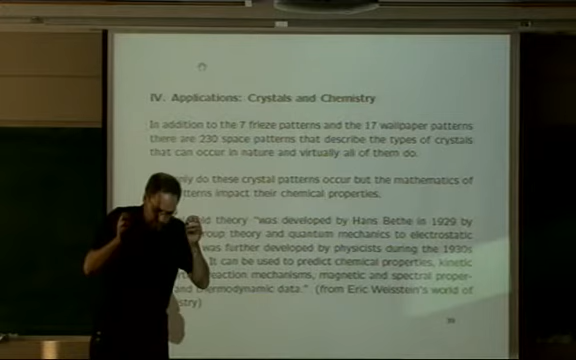 IV. Applications: Crystals and Chemistry
In addition to the 7 frieze patterns and the 17 wallpaper patterns
there are 230 space patterns that describe the types of crystals
that can occur in nature and virtually all of them do.
only do these crystal patterns occur but the mathematics of
patterns impact their chemical properties.
theory "was developed by Hans Bethe in 1929 by
group theory and quantum mechanics to electrostatic
was further developed by physicists during the 1930s
It can be used to predict chemical properties, kinetic
reaction mechanisms, magnetic and spectral proper-
and thermodynamic data." (from Eric Weisstein's world of
39